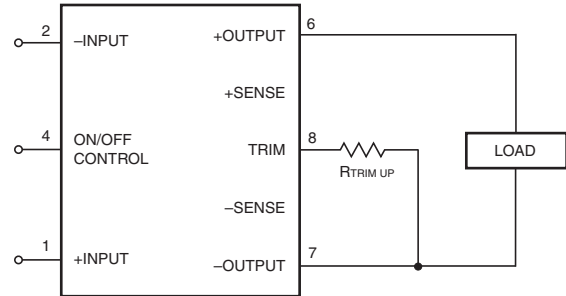 2
–INPUT
+OUTPUT
6
+SENSE
4
ON/OFF
CONTROL
TRIM
8
RTRIM UP
LOAD
–SENSE
1
+INPUT
–OUTPUT
7